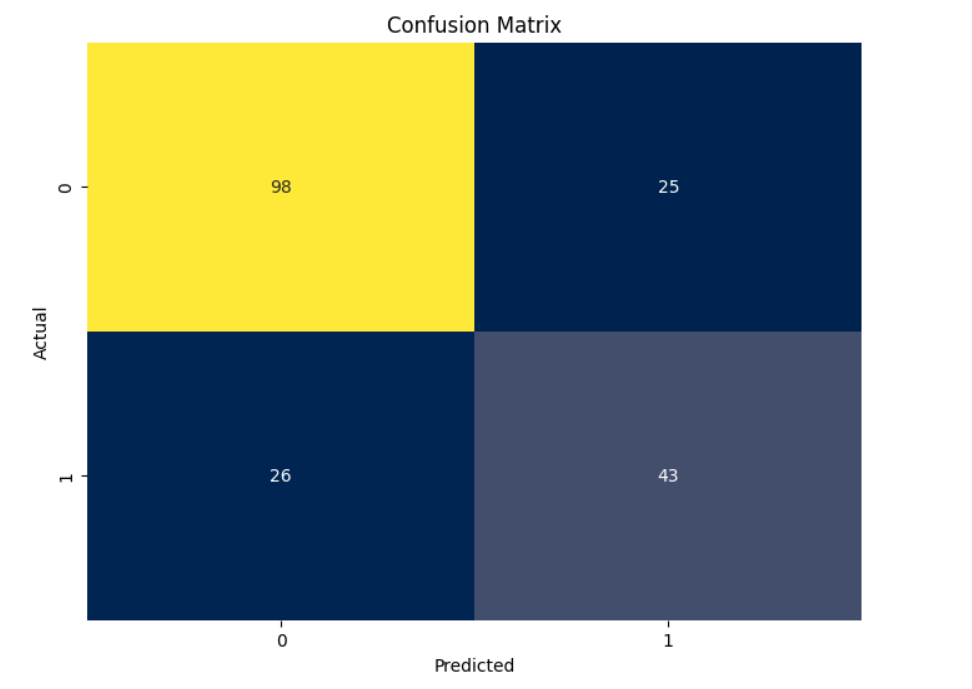 Confusion Matrix
0
98
25
Actual
1
26
43
0
1
Predicted